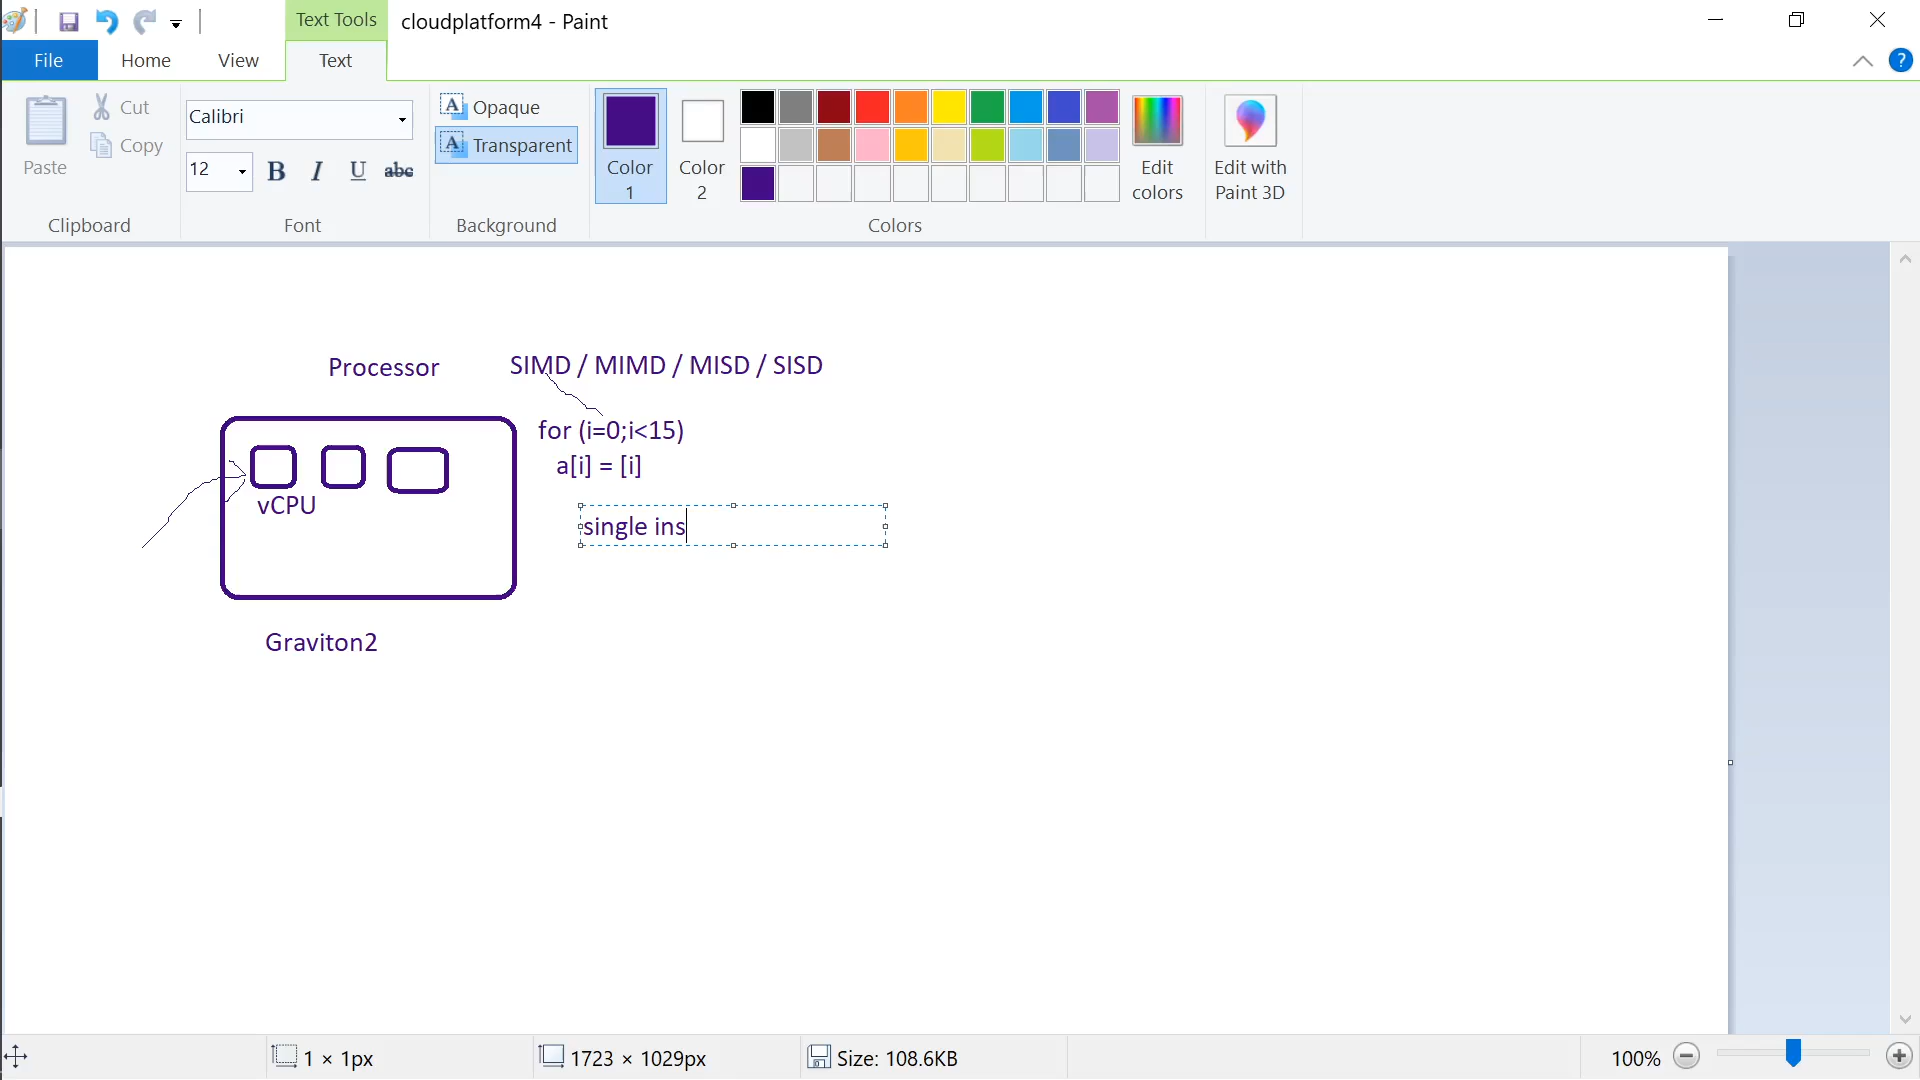 Text Tools
cloudplatform4 - Paint
File
Home
View
Text
?
Paste
Cut
Copy
Clipboard
Calibri
12
B I U abc
Font
A Opaque
A Transparent
Background
Color 1
Color 2
Colors
Edit colors
Edit with Paint 3D
Processor
SIMD / MIMD / MISD / SISD
for (i=0;i<15)
a[i] = [i]
vCPU
single ins
Graviton2
1 × 1px
1723 × 1029px
Size: 108.6KB
100%